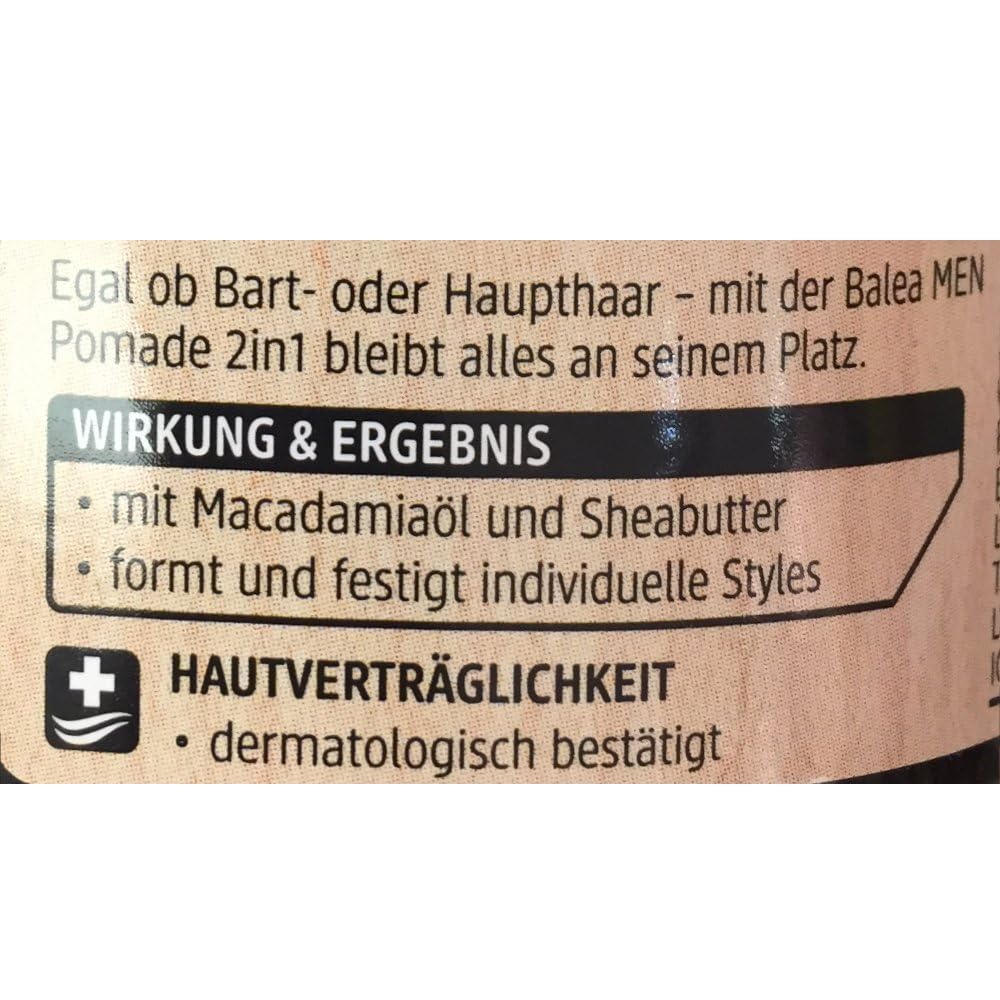 Egal ob Bart- oder Haupthaar – mit der Balea MEN
Pomade 2in1 bleibt alles an seinem Platz.
WIRKUNG & ERGEBNIS
• mit Macadamiaöl und Sheabutter
• formt und festigt individuelle Styles
HAUTVERTRÄGLICHKEIT
• dermatologisch bestätigt